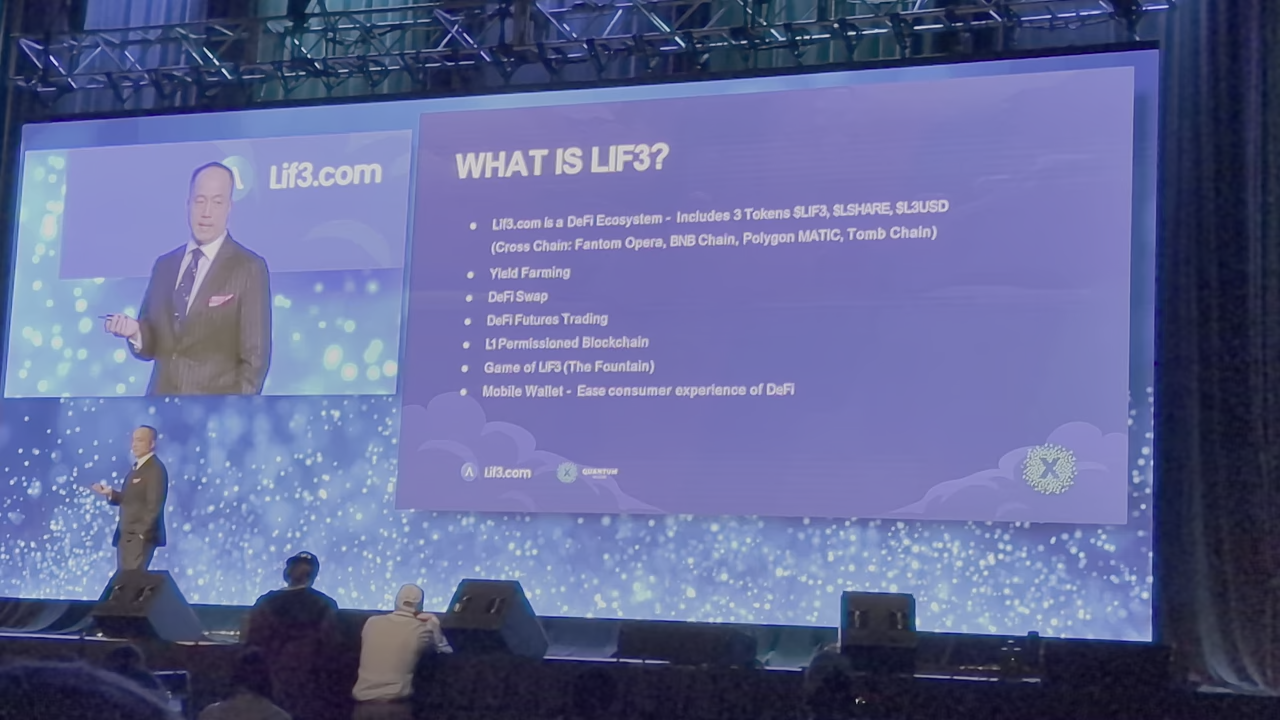 Lif3.com
WHAT IS LIF3?
• Lif3.com is a DeFi Ecosystem - Includes 3 Tokens $LIF3, $LSHARE, $L3USD
(Cross Chain: Fantom Opera, BNB Chain, Polygon MATIC, Tomb Chain)
• Yield Farming
• DeFi Swap
• DeFi Futures Trading
• L1 Permissioned Blockchain
• Game of LIF3 (The Fountain)
• Mobile Wallet - Ease consumer experience of DeFi
Lif3.com
QUANTUM